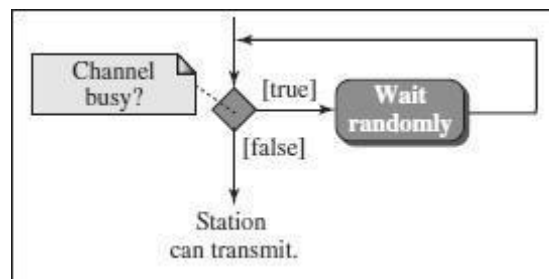 Channel
busy?
[true]
Wait
randomly
[false]
Station
can transmit.